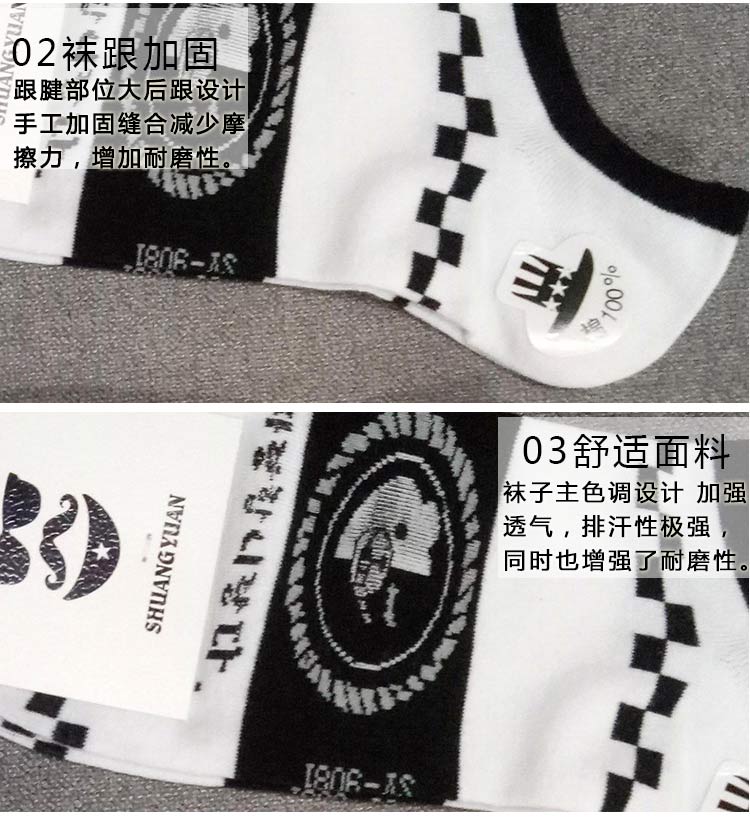 SHUANGYUAN
02袜跟加固
跟腱部位大后跟设计
手工加固缝合减少摩
擦力，增加耐磨性。
棉100%
03舒适面料
袜子主色调设计 加强
透气，排汗性极强，
同时也增强了耐磨性。
SHUANGYUAN